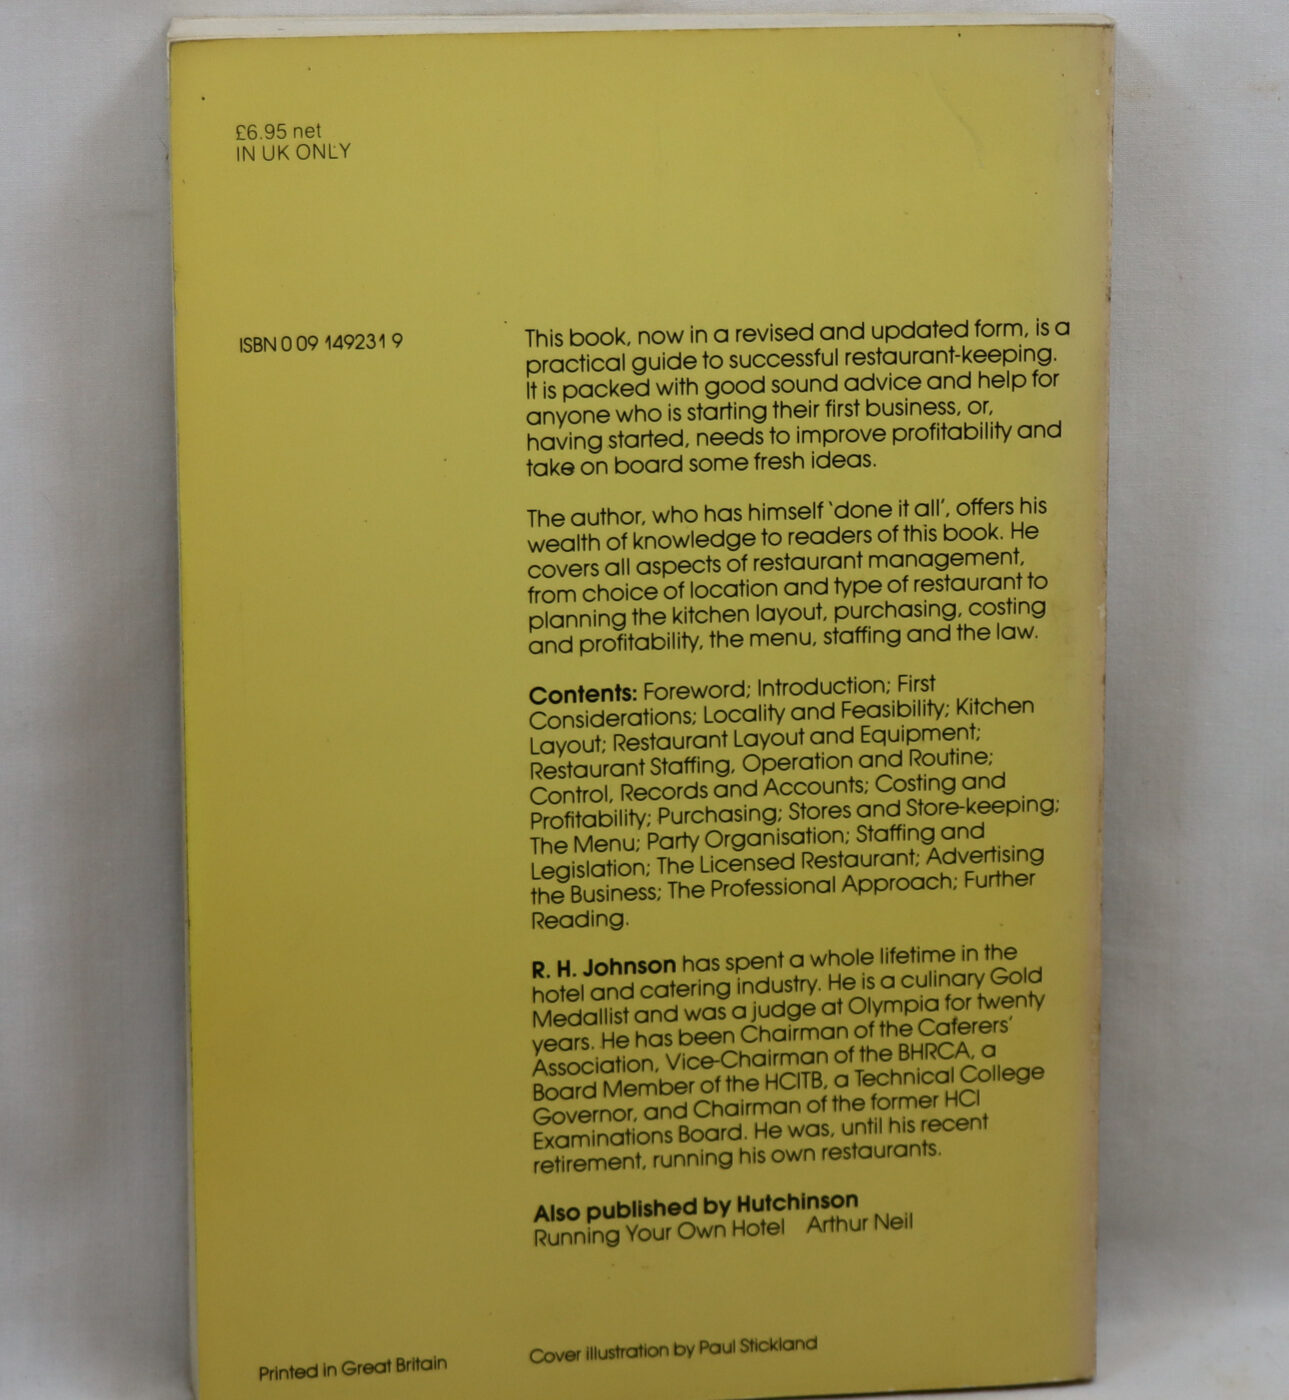 £6.95 net
IN UK ONLY
ISBN 0 09 149231 9
This book, now in a revised and updated form, is a
practical guide to successful restaurant-keeping.
It is packed with good sound advice and help for
anyone who is starting their first business, or,
having started, needs to improve profitability and
take on board some fresh ideas.
The author, who has himself 'done it all', offers his
wealth of knowledge to readers of this book. He
covers all aspects of restaurant management,
from choice of location and type of restaurant to
planning the kitchen layout, purchasing, costing
and profitability, the menu, staffing and the law.
Contents: Foreword; Introduction; First
Considerations; Locality and Feasibility; Kitchen
Layout; Restaurant Layout and Equipment;
Restaurant Staffing, Operation and Routine;
Control, Records and Accounts; Costing and
Profitability; Purchasing; Stores and Store-keeping;
The Menu; Party Organisation; Staffing and
Legislation; The Licensed Restaurant; Advertising
the Business; The Professional Approach; Further
Reading.
R. H. Johnson has spent a whole lifetime in the
hotel and catering industry. He is a culinary Gold
Medallist and was a judge at Olympia for twenty
years. He has been Chairman of the Caferers'
Association, Vice-Chairman of the BHRCA, a
Board Member of the HCITB, a Technical College
Governor, and Chairman of the former HCI
Examinations Board. He was, until his recent
retirement, running his own restaurants.
Also published by Hutchinson
Running Your Own Hotel Arthur Neil
Cover illustration by Paul Stickland
Printed in Great Britain